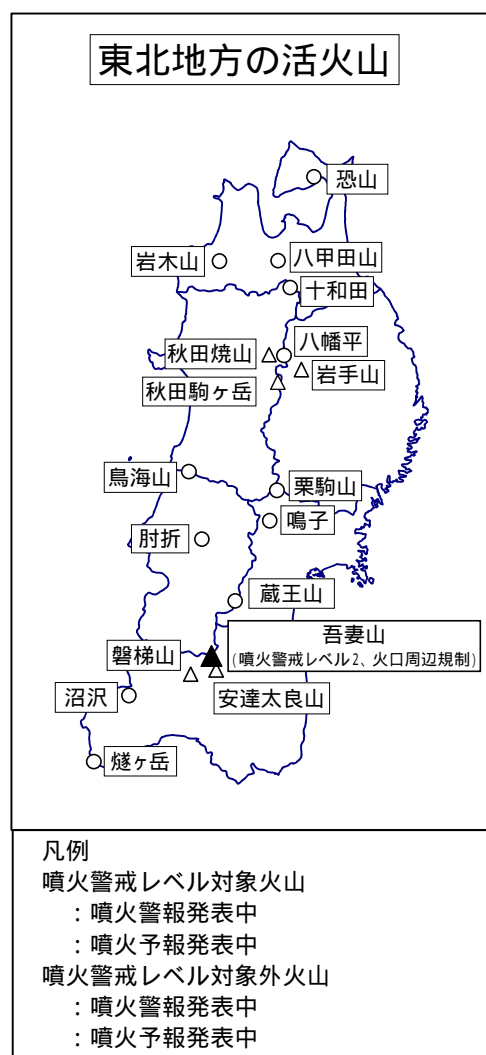 東北地方の活火山
恐山
岩木山
八甲田山
十和田
秋田焼山
八幡平
岩手山
秋田駒ヶ岳
鳥海山
栗駒山
鳴子
肘折
蔵王山
吾妻山
(噴火警戒レベル2、火口周辺規制)
磐梯山
沼沢
安達太良山
燧ヶ岳
凡例
噴火警戒レベル対象火山
：噴火警報発表中
：噴火予報発表中
噴火警戒レベル対象外火山
：噴火警報発表中
：噴火予報発表中